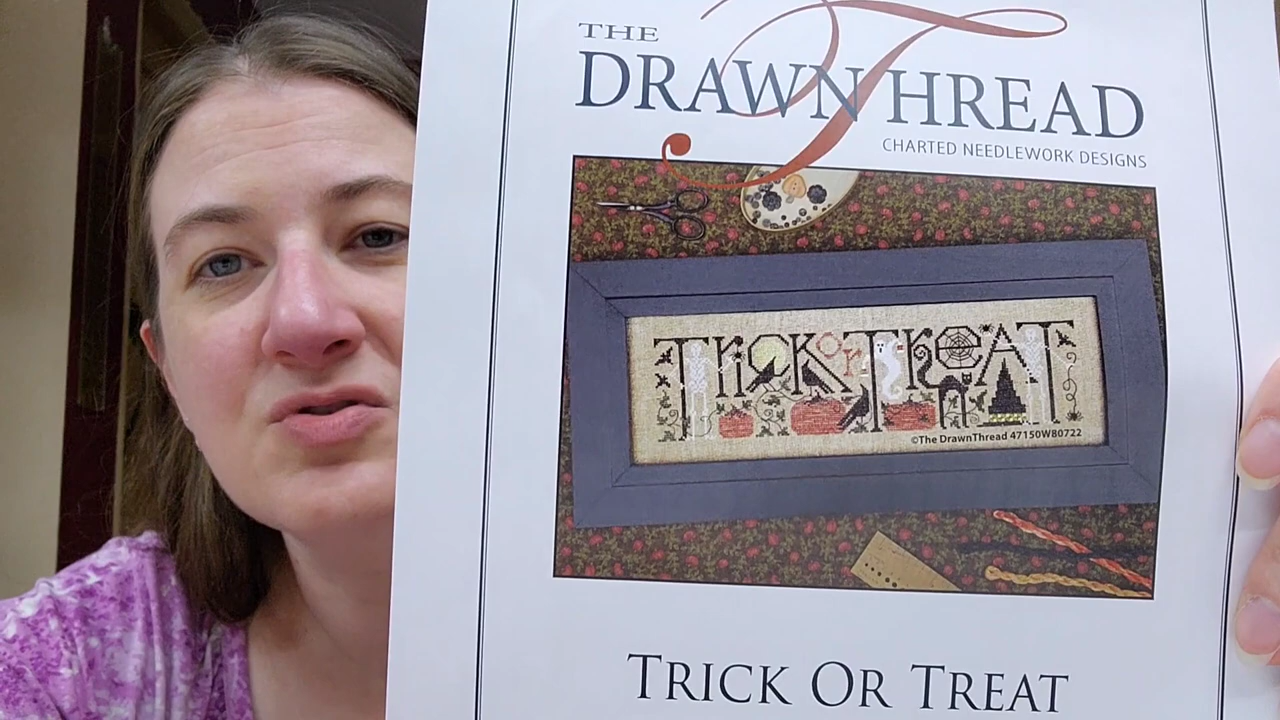 THE
DRAWN THREAD
CHARTED NEEDLEWORK DESIGNS
Trick or Treat
©The DrawnThread 47150W80722
TRICK OR TREAT